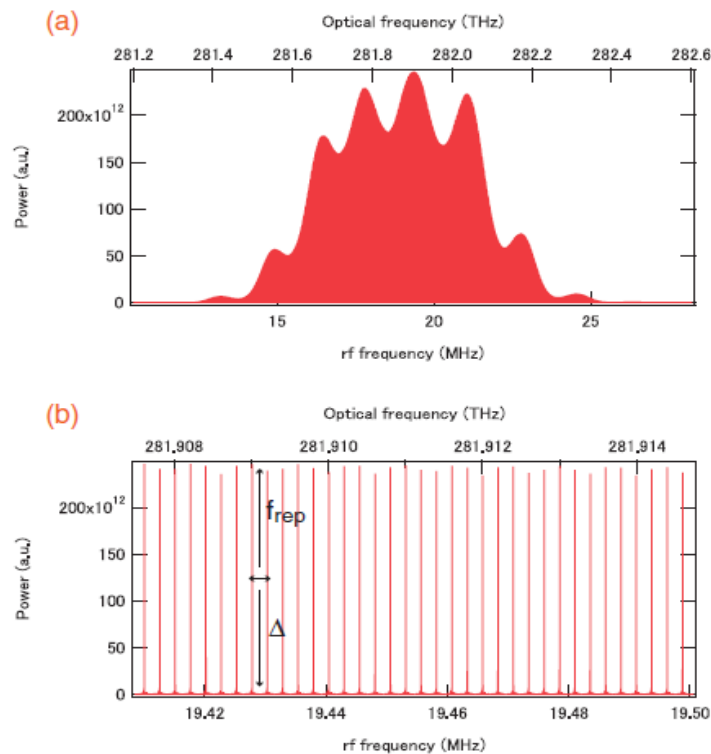 (a)
Optical frequency (THz)
281.2 281.4 281.6 281.8 282.0 282.2 282.4 282.6
Power (a.u.)
200x10¹²
150
100
50
0
15 20 25
rf frequency (MHz)
(b)
Optical frequency (THz)
281.908 281.910 281.912 281.914
Power (a.u.)
200x10¹²
150
100
50
0
f_rep
Δ
19.42 19.44 19.46 19.48 19.50
rf frequency (MHz)